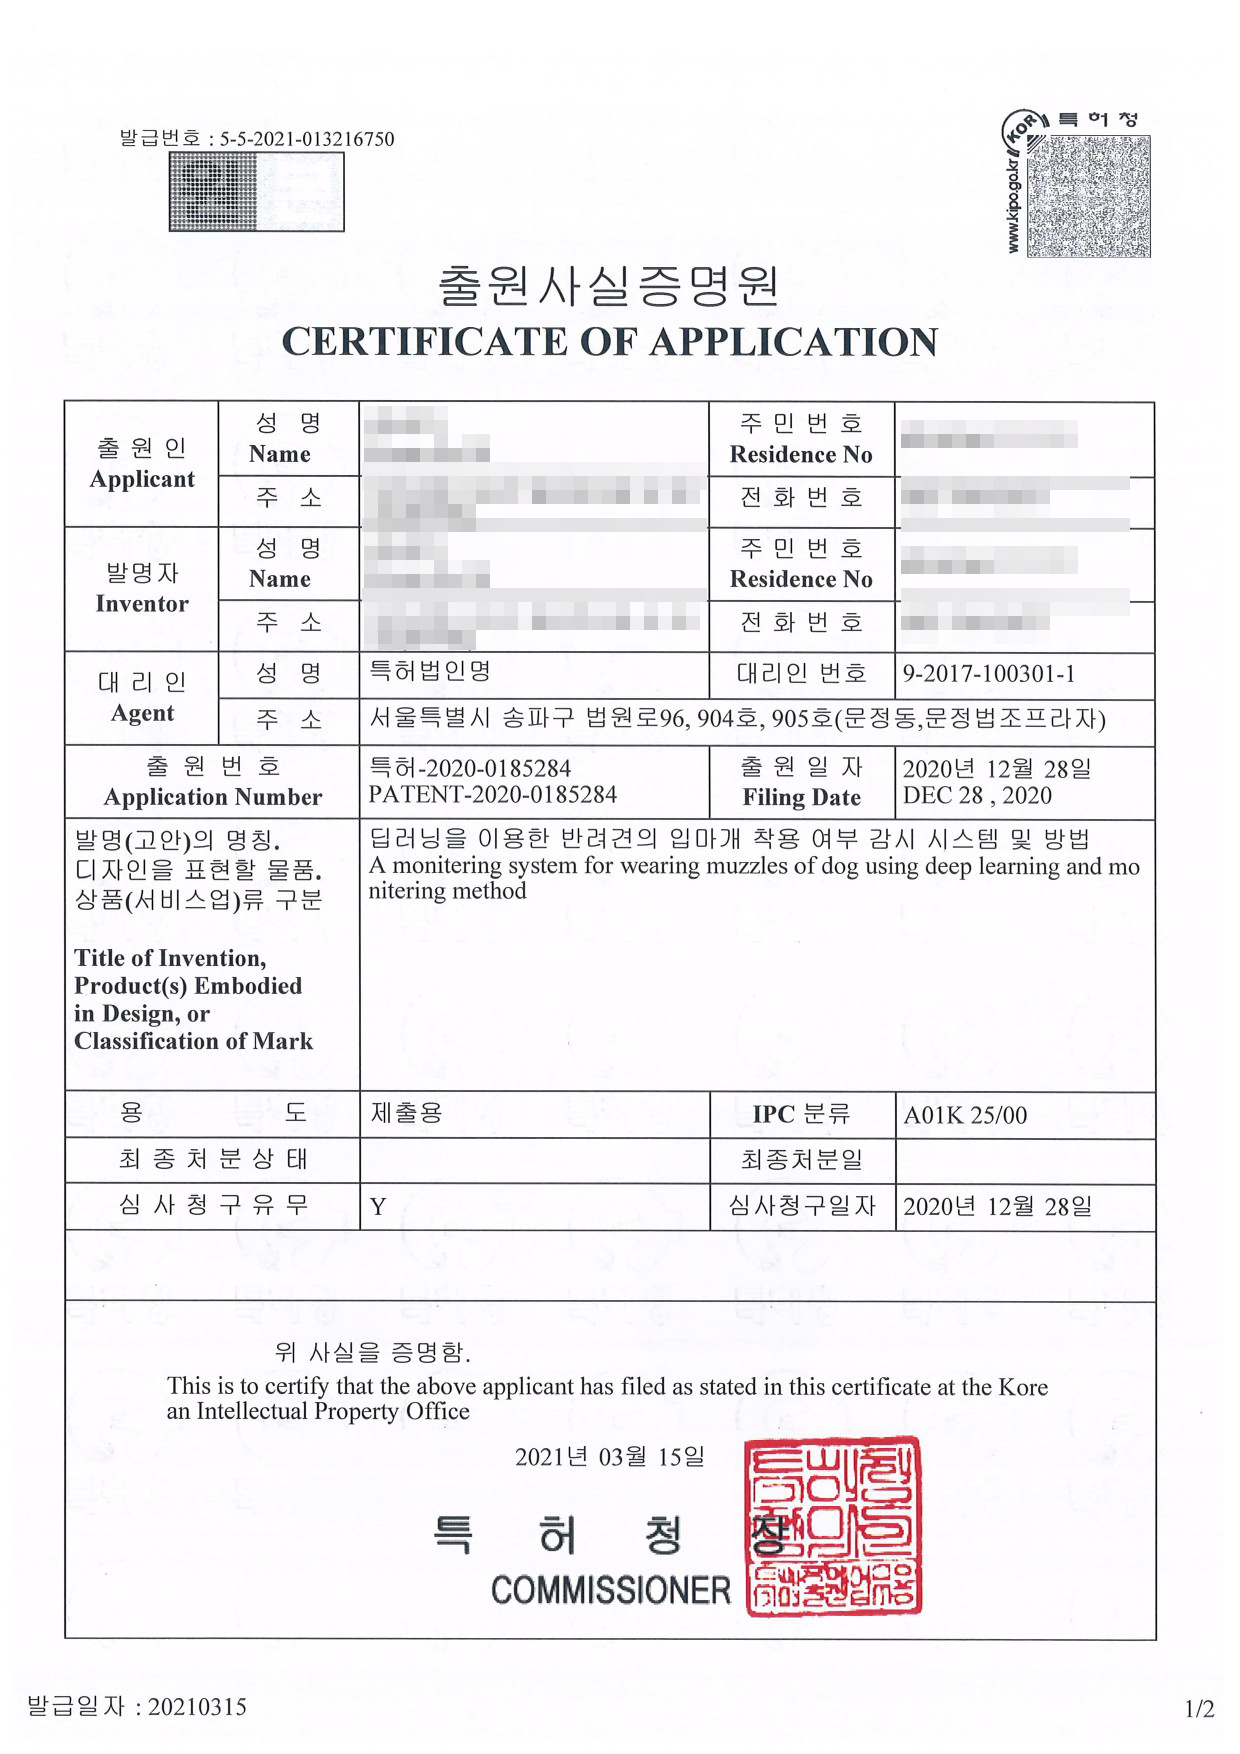 발급번호 : 5-5-2021-013216750
특허청
KOR
www.kipo.go.kr
출원사실증명원
CERTIFICATE OF APPLICATION
출 원 인
Applicant
성 명
Name
주 민 번 호
Residence No
주 소
전 화 번 호
발명자
Inventor
성 명
Name
주 민 번 호
Residence No
주 소
전 화 번 호
대 리 인
Agent
성 명
특허법인명
대리인 번호
9-2017-100301-1
주 소
서울특별시 송파구 법원로96, 904호, 905호(문정동,문정법조프라자)
출 원 번 호
Application Number
특허-2020-0185284
PATENT-2020-0185284
출 원 일 자
Filing Date
2020년 12월 28일
DEC 28 , 2020
발명(고안)의 명칭.
디자인을 표현할 물품.
상품(서비스업)류 구분
Title of Invention,
Product(s) Embodied
in Design, or
Classification of Mark
딥러닝을 이용한 반려견의 입마개 착용 여부 감시 시스템 및 방법
A monitering system for wearing muzzles of dog using deep learning and mo
nitering method
용 도
제출용
IPC 분류
A01K 25/00
최 종 처 분 상 태
최종처분일
심 사 청 구 유 무
Y
심사청구일자
2020년 12월 28일
위 사실을 증명함.
This is to certify that the above applicant has filed as stated in this certificate at the Kore
an Intellectual Property Office
2021년 03월 15일
특 허 청 장
COMMISSIONER
발급일자 : 20210315
1/2